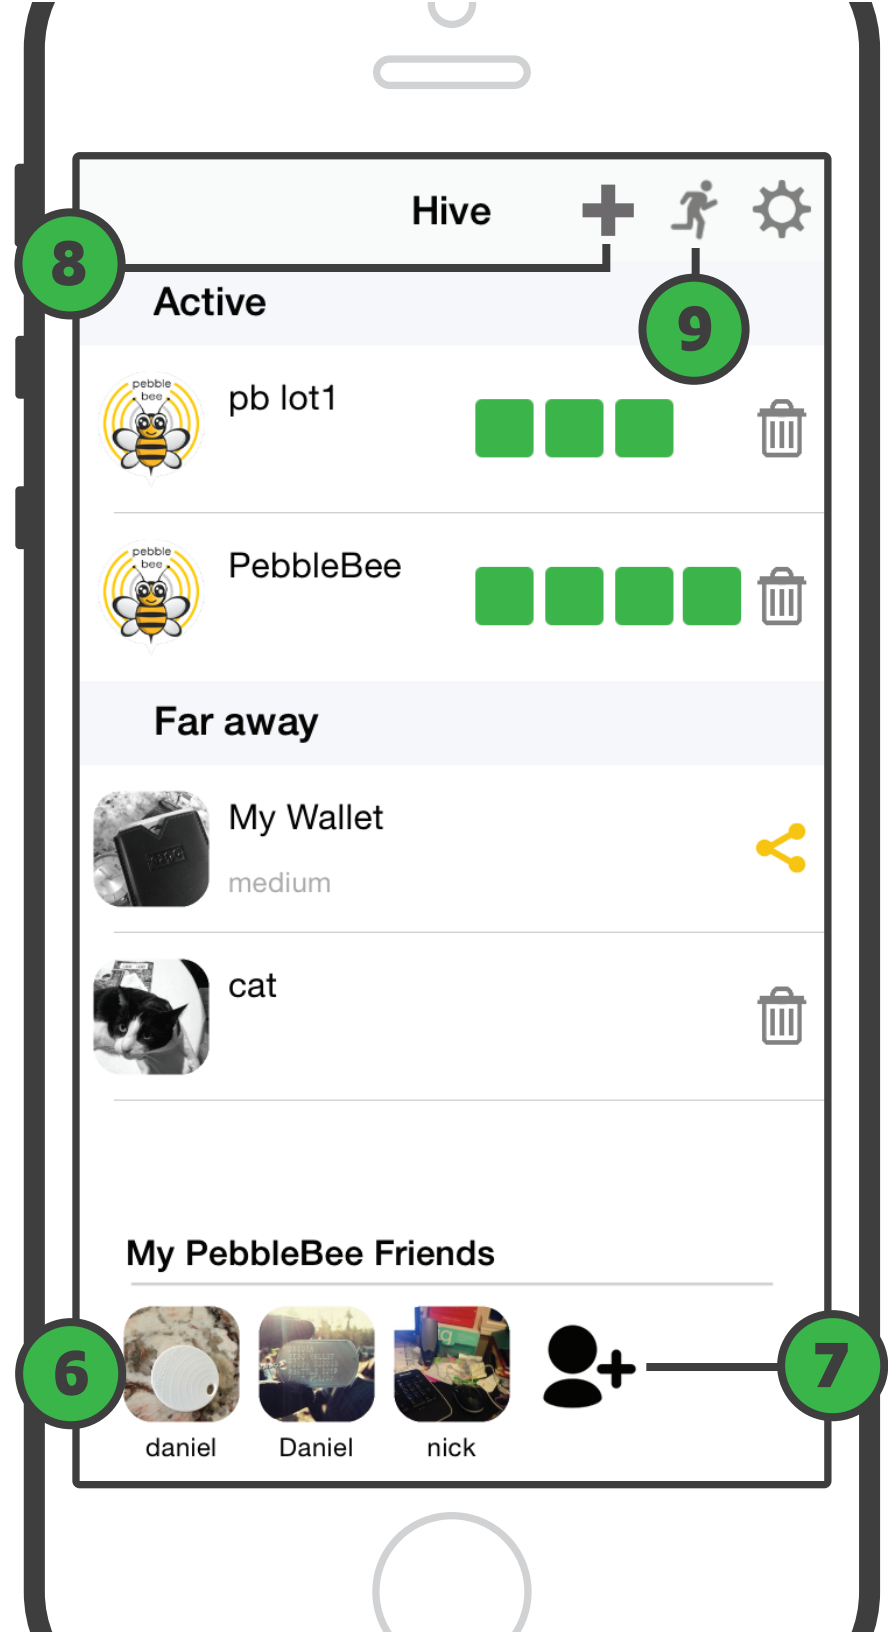 Hive
8
Active
9
pebble
bee
pb lot1
pebble
bee
PebbleBee
Far away
My Wallet
medium
cat
My PebbleBee Friends
6
7
daniel
Daniel
nick